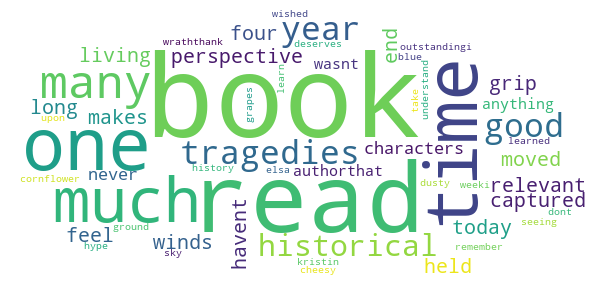 wished
wraththank four year deserves end outstandingi
living perspective wasnt blue
many book learn take understand time grip
long makes grapes upon anything
one tragedies characters good learned
cornflower never history elsa authorthat moved
much read dusty weeki relevant
captured
feel ground havent historical today dont seeing
hype winds sky kristin held remember
cheesy